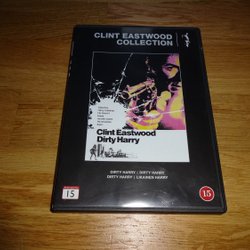 CLINT EASTWOOD
COLLECTION
Clint Eastwood
Dirty Harry
DIRTY HARRY | DIRTY HARRY
DIRTY HARRY | LIKAINEN HARRY
15
15